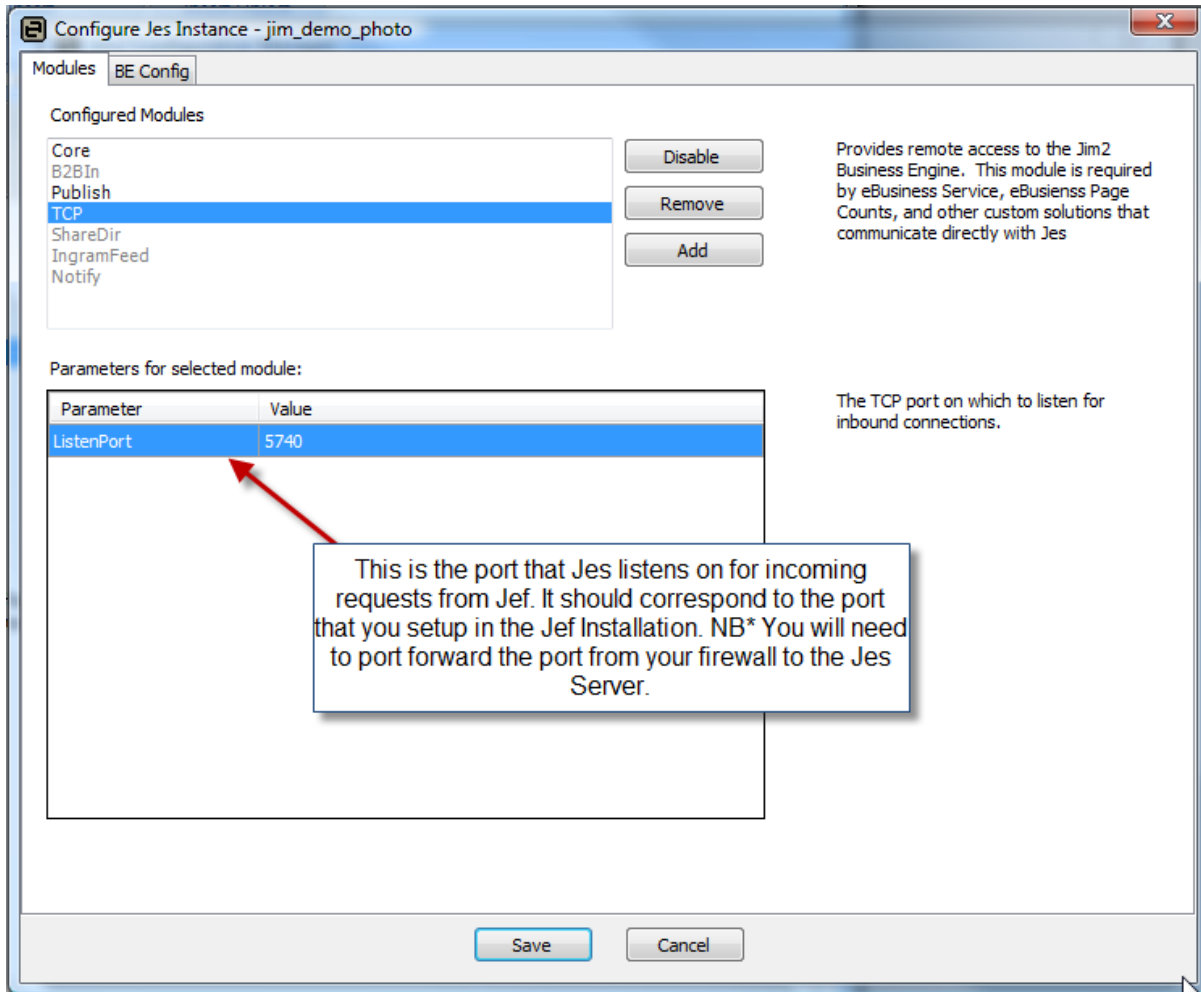 Configure Jes Instance - jim_demo_photo
X
Modules
BE Config
Configured Modules
Core
B2BIn
Publish
TCP
ShareDir
IngramFeed
Notify
Disable
Remove
Add
Provides remote access to the Jim2
Business Engine. This module is required
by eBusiness Service, eBusienss Page
Counts, and other custom solutions that
communicate directly with Jes
Parameters for selected module:
Parameter
Value
ListenPort
5740
The TCP port on which to listen for
inbound connections.
This is the port that Jes listens on for incoming
requests from Jef. It should correspond to the port
that you setup in the Jef Installation. NB* You will need
to port forward the port from your firewall to the Jes
Server.
Save
Cancel